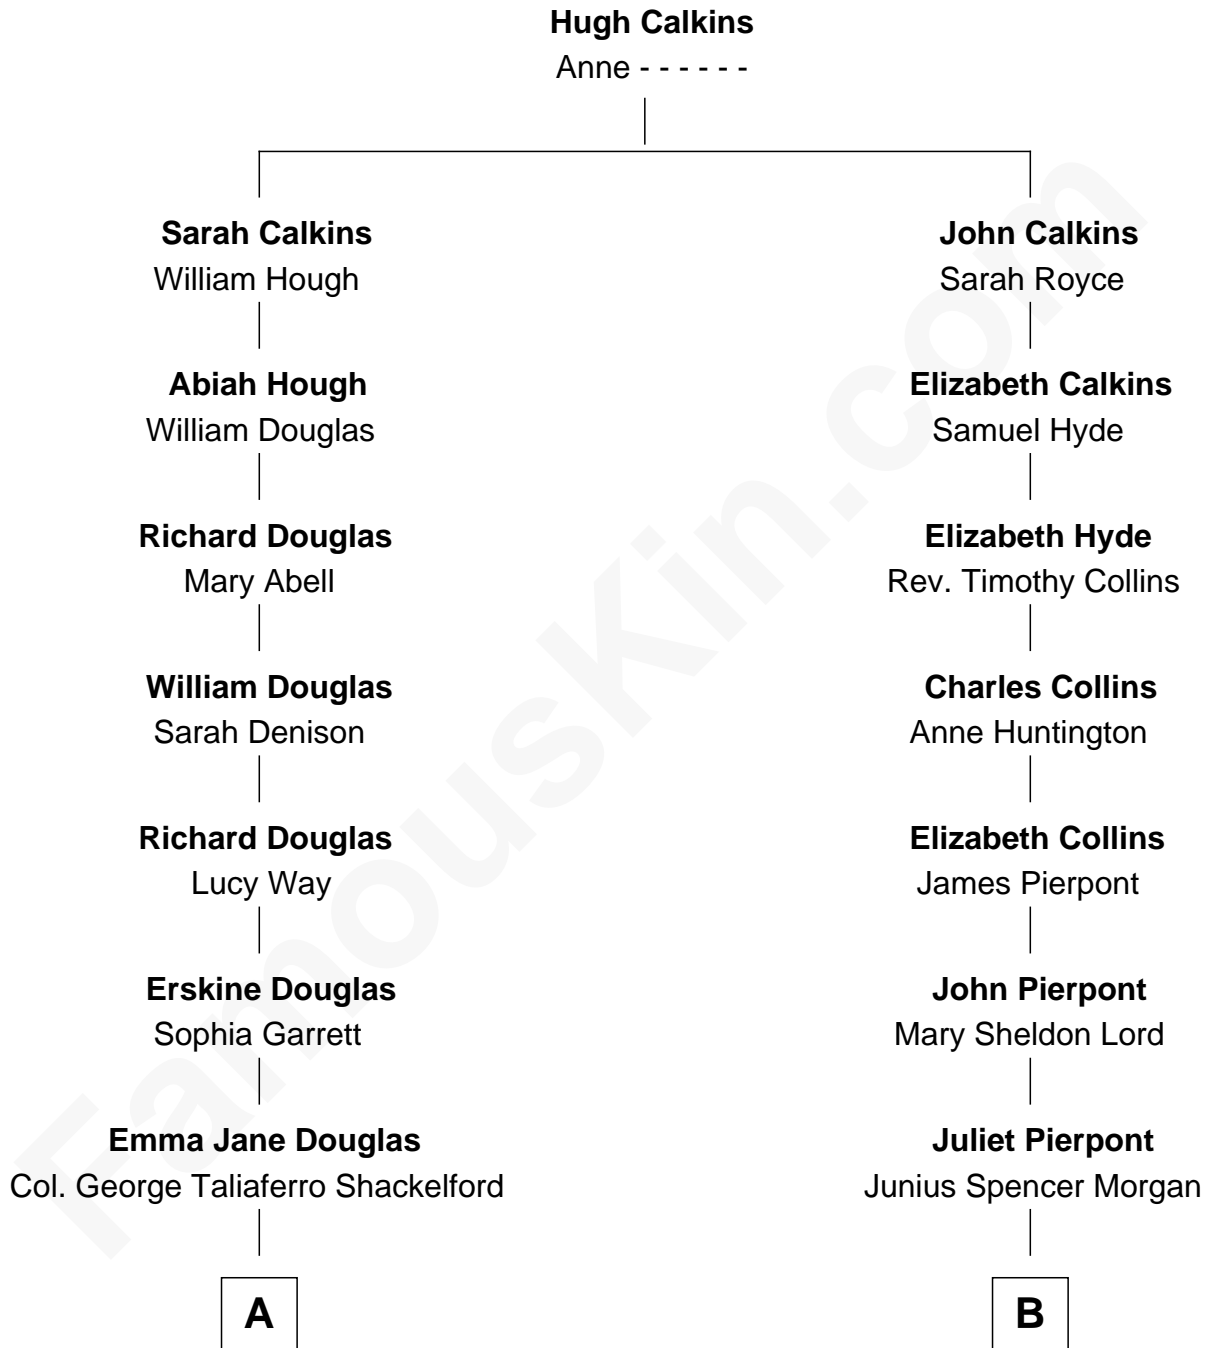 Hugh Calkins
Anne - - - - - -
Sarah Calkins
William Hough
John Calkins
Sarah Royce
Abiah Hough
William Douglas
Elizabeth Calkins
Samuel Hyde
Richard Douglas
Mary Abell
Elizabeth Hyde
Rev. Timothy Collins
William Douglas
Sarah Denison
Charles Collins
Anne Huntington
Richard Douglas
Lucy Way
Elizabeth Collins
James Pierpont
Erskine Douglas
Sophia Garrett
John Pierpont
Mary Sheldon Lord
Emma Jane Douglas
Col. George Taliaferro Shackelford
Juliet Pierpont
Junius Spencer Morgan
A
B
FamousKin.com